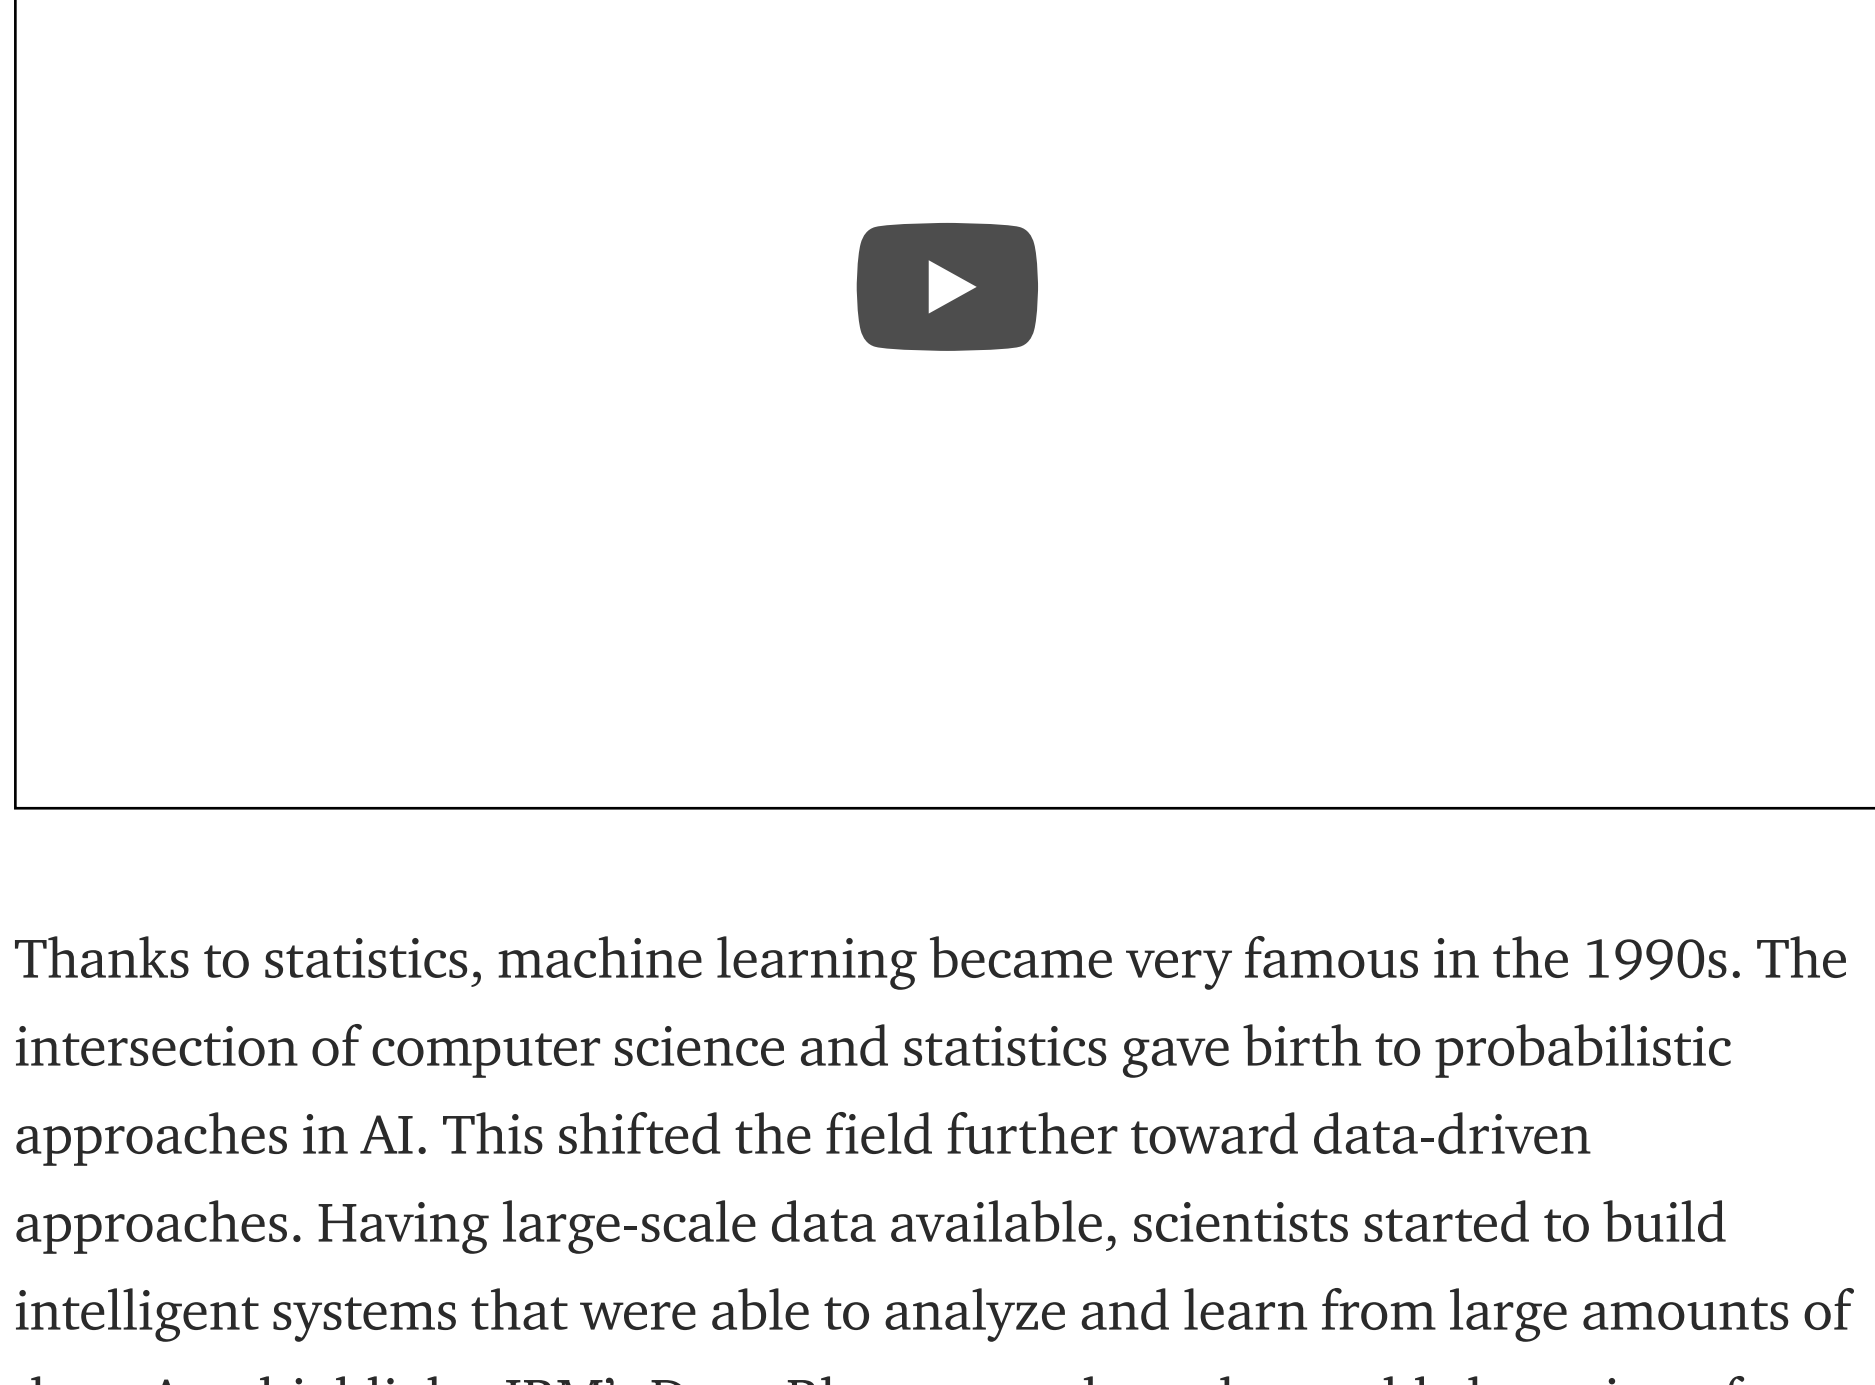 Thanks to statistics, machine learning became very famous in the 1990s. The
intersection of computer science and statistics gave birth to probabilistic
approaches in AI. This shifted the field further toward data-driven
approaches. Having large-scale data available, scientists started to build
intelligent systems that were able to analyze and learn from large amounts of